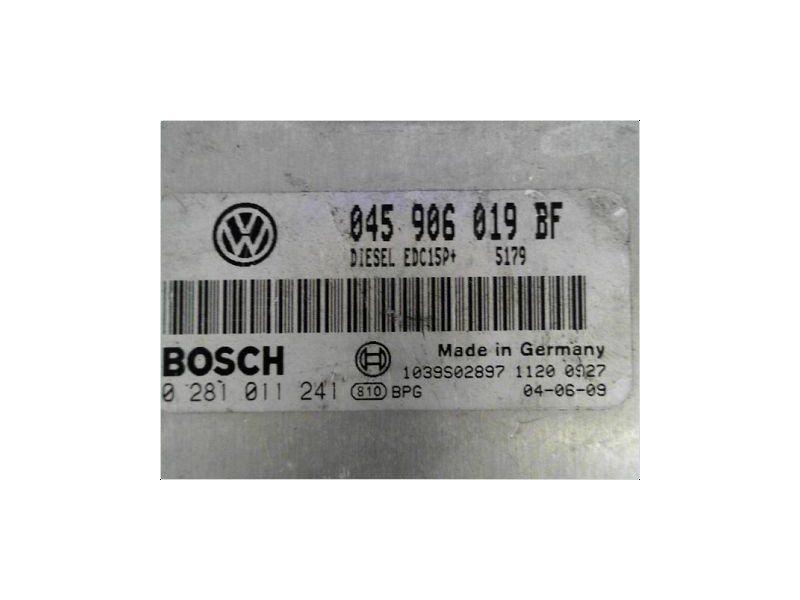 045 906 019 BF
DIESEL EDC15P+ 5179
BOSCH
Made in Germany
1039S02897 1120 0927
0 281 011 241 810 BPG 04-06-09